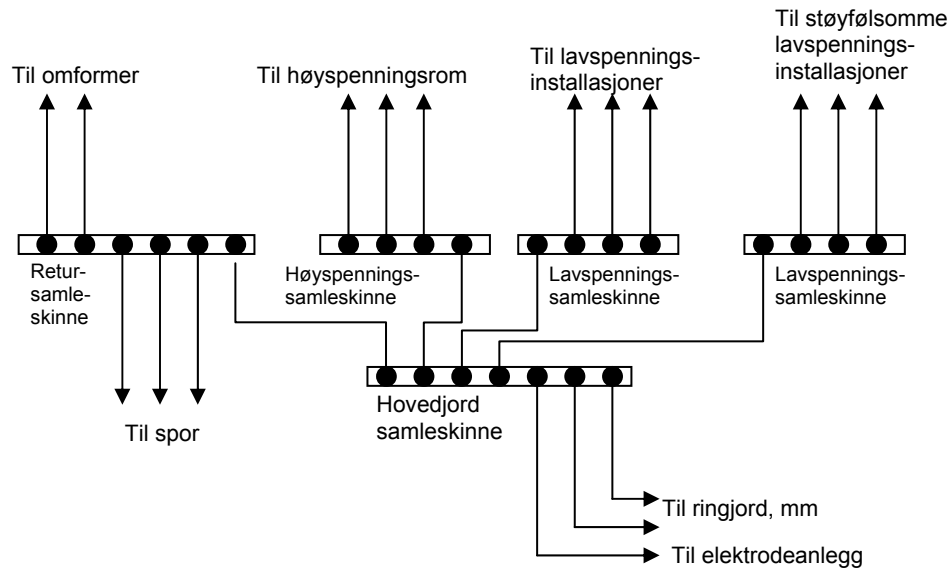 Til omformer
Til høyspenningsrom
Til lavspennings-
installasjoner
Til støyfølsomme
lavspennings-
installasjoner
Retur-
samle-
skinne
Høyspennings-
samleskinne
Lavspennings-
samleskinne
Lavspennings-
samleskinne
Til spor
Hovedjord
samleskinne
Til ringjord, mm
Til elektrodeanlegg